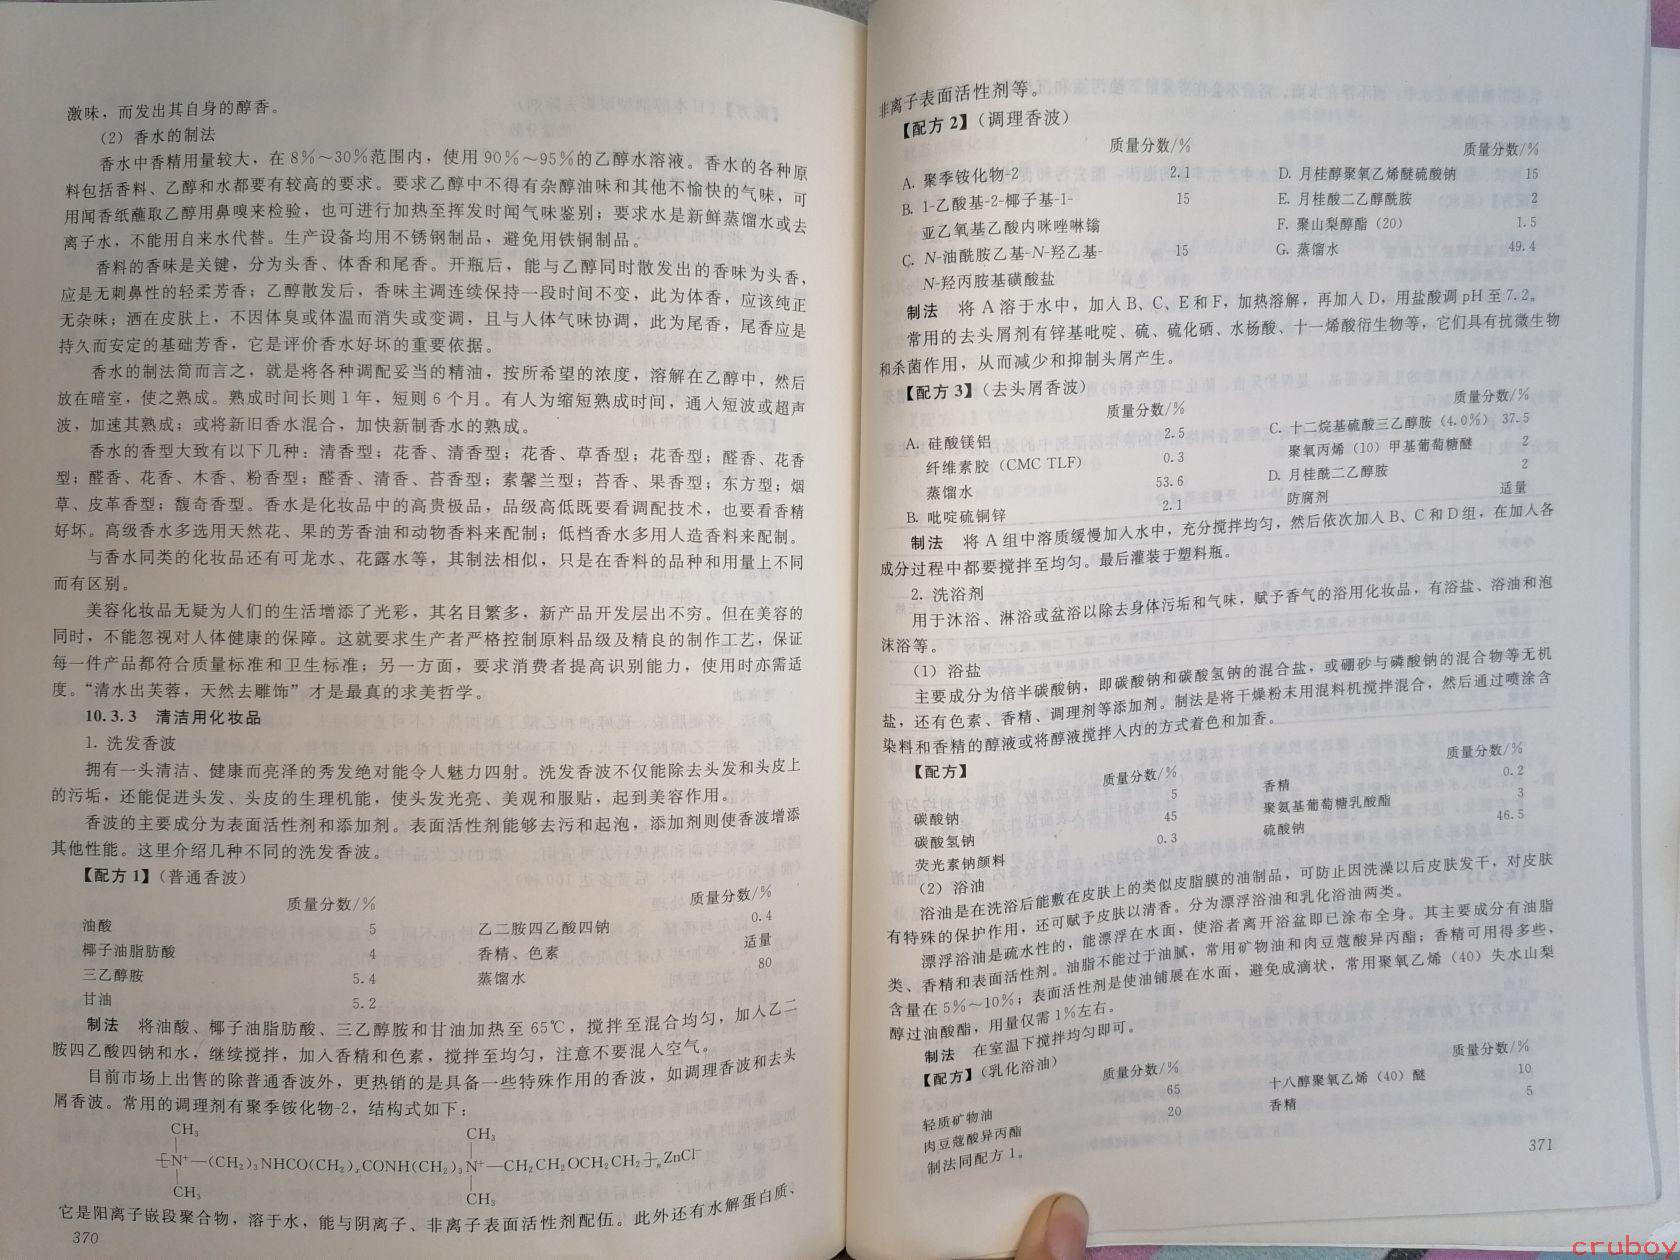 激味，而发出其自身的醇香。
（2）香水的制法
香水中香精用量较大，在8%～30%范围内，使用90%～95%的乙醇水溶液。香水的各种原
料包括香料、乙醇和水都要有较高的要求。要求乙醇中不得有杂醇油味和其他不愉快的气味，可
用闻香纸蘸取乙醇用鼻嗅来检验，也可进行加热至挥发时闻气味鉴别；要求水是新鲜蒸馏水或去
离子水，不能用自来水代替。生产设备均用不锈钢制品，避免用铁铜制品。
香料的香味是关键，分为头香、体香和尾香。开瓶后，能与乙醇同时散发出的香味为头香，
应是无刺鼻性的轻柔芳香；乙醇散发后，香味主调连续保持一段时间不变，此为体香，应该纯正
无杂味；洒在皮肤上，不因体臭或体温而消失或变调，且与人体气味协调，此为尾香，尾香应是
持久而安定的基础芳香，它是评价香水好坏的重要依据。
香水的制法简而言之，就是将各种调配妥当的精油，按所希望的浓度，溶解在乙醇中，然后
放在暗室，使之熟成。熟成时间长则1年，短则6个月。有人为缩短熟成时间，通入短波或超声
波，加速其熟成；或将新旧香水混合，加快新制香水的熟成。
香水的香型大致有以下几种：清香型；花香、清香型；花香、草香型；花香型；醛香、花香
型；醛香、花香、木香、粉香型；醛香、清香、苔香型；素馨兰型；苔香、果香型；东方型；烟
草、皮革香型；馥奇香型。香水是化妆品中的高贵极品，品级高低既要看调配技术，也要看香精
好坏。高级香水多选用天然花、果的芳香油和动物香料来配制；低档香水多用人造香料来配制。
与香水同类的化妆品还有可龙水、花露水等，其制法相似，只是在香料的品种和用量上不同
而有区别。
美容化妆品无疑为人们的生活增添了光彩，其名目繁多，新产品开发层出不穷。但在美容的
同时，不能忽视对人体健康的保障。这就要求生产者严格控制原料品级及精良的制作工艺，保证
每一件产品都符合质量标准和卫生标准；另一方面，要求消费者提高识别能力，使用时亦需适
度。“清水出芙蓉，天然去雕饰”才是最真的求美哲学。
10.3.3 清洁用化妆品
1. 洗发香波
拥有一头清洁、健康而亮泽的秀发绝对能令人魅力四射。洗发香波不仅能除去头发和头皮上
的污垢，还能促进头发、头皮的生理机能，使头发光亮、美观和服贴，起到美容作用。
香波的主要成分为表面活性剂和添加剂。表面活性剂能够去污和起泡，添加剂则使香波增添
其他性能。这里介绍几种不同的洗发香波。
【配方1】（普通香波）
质量分数/% 质量分数/%
油酸 5 乙二胺四乙酸四钠 0.4
椰子油脂肪酸 4 香精、色素 适量
三乙醇胺 5.4 蒸馏水 80
甘油 5.2
制法 将油酸、椰子油脂肪酸、三乙醇胺和甘油加热至65℃，搅拌至混合均匀，加入乙二
胺四乙酸四钠和水，继续搅拌，加入香精和色素，搅拌至均匀，注意不要混入空气。
目前市场上出售的除普通香波外，更热销的是具备一些特殊作用的香波，如调理香波和去头
屑香波。常用的调理剂有聚季铵化物-2，结构式如下：
CH₃ CH₃
⁅N⁺—(CH₂)₃NHCO(CH₂)ₓCONH(CH₂)₃N⁺—CH₂CH₂OCH₂CH₂⁆ₙZnCl⁻
CH₃ CH₃
它是阳离子嵌段聚合物，溶于水，能与阴离子、非离子表面活性剂配伍。此外还有水解蛋白质、
370
非离子表面活性剂等。
【配方2】（调理香波）
质量分数/% 质量分数/%
A. 聚季铵化物-2 2.1 D. 月桂醇聚氧乙烯醚硫酸钠 15
B. 1-乙酸基-2-椰子基-1- 15 E. 月桂酸二乙醇酰胺 2
亚乙氧基乙酸内咪唑啉鎓 F. 聚山梨醇酯（20） 1.5
C. N-油酰胺乙基-N-羟乙基- 15 G. 蒸馏水 49.4
N-羟丙胺基磺酸盐
制法 将A溶于水中，加入B、C、E和F，加热溶解，再加入D，用盐酸调pH至7.2。
常用的去头屑剂有锌基吡啶、硫、硫化硒、水杨酸、十一烯酸衍生物等，它们具有抗微生物
和杀菌作用，从而减少和抑制头屑产生。
【配方3】（去头屑香波）
质量分数/% 质量分数/%
A. 硅酸镁铝 2.5 C. 十二烷基硫酸三乙醇胺（4.0%） 37.5
纤维素胶（CMC TLF） 0.3 聚氧丙烯（10）甲基葡萄糖醚 2
蒸馏水 53.6 D. 月桂酰二乙醇胺 2
B. 吡啶硫铜锌 2.1 防腐剂 适量
制法 将A组中溶质缓慢加入水中，充分搅拌均匀，然后依次加入B、C和D组，在加入各
成分过程中都要搅拌至均匀。最后灌装于塑料瓶。
2. 洗浴剂
用于沐浴、淋浴或盆浴以除去身体污垢和气味，赋予香气的浴用化妆品，有浴盐、浴油和泡
沫浴等。
（1）浴盐
主要成分为倍半碳酸钠，即碳酸钠和碳酸氢钠的混合盐，或硼砂与磷酸钠的混合物等无机
盐，还有色素、香精、调理剂等添加剂。制法是将干燥粉末用混料机搅拌混合，然后通过喷涂含
染料和香精的醇液或将醇液搅拌入内的方式着色和加香。
【配方】
质量分数/% 质量分数/%
碳酸钠 5 香精 0.2
碳酸氢钠 45 聚氨基葡萄糖乳酸酯 3
荧光素钠颜料 0.3 硫酸钠 46.5
（2）浴油
浴油是在洗浴后能敷在皮肤上的类似皮脂膜的油制品，可防止因洗澡以后皮肤发干，对皮肤
有特殊的保护作用，还可赋予皮肤以清香。分为漂浮浴油和乳化浴油两类。
漂浮浴油是疏水性的，能漂浮在水面，使浴者离开浴盆即已涂布全身。其主要成分有油脂
类、香精和表面活性剂。油脂不能过于油腻，常用矿物油和肉豆蔻酸异丙酯；香精可用得多些，
含量在5%～10%；表面活性剂是使油铺展在水面，避免成滴状，常用聚氧乙烯（40）失水山梨
醇过油酸酯，用量仅需1%左右。
制法 在室温下搅拌均匀即可。
【配方】（乳化浴油）
质量分数/% 质量分数/%
轻质矿物油 65 十八醇聚氧乙烯（40）醚 10
肉豆蔻酸异丙酯 20 香精 5
制法同配方1。
371
cruboy